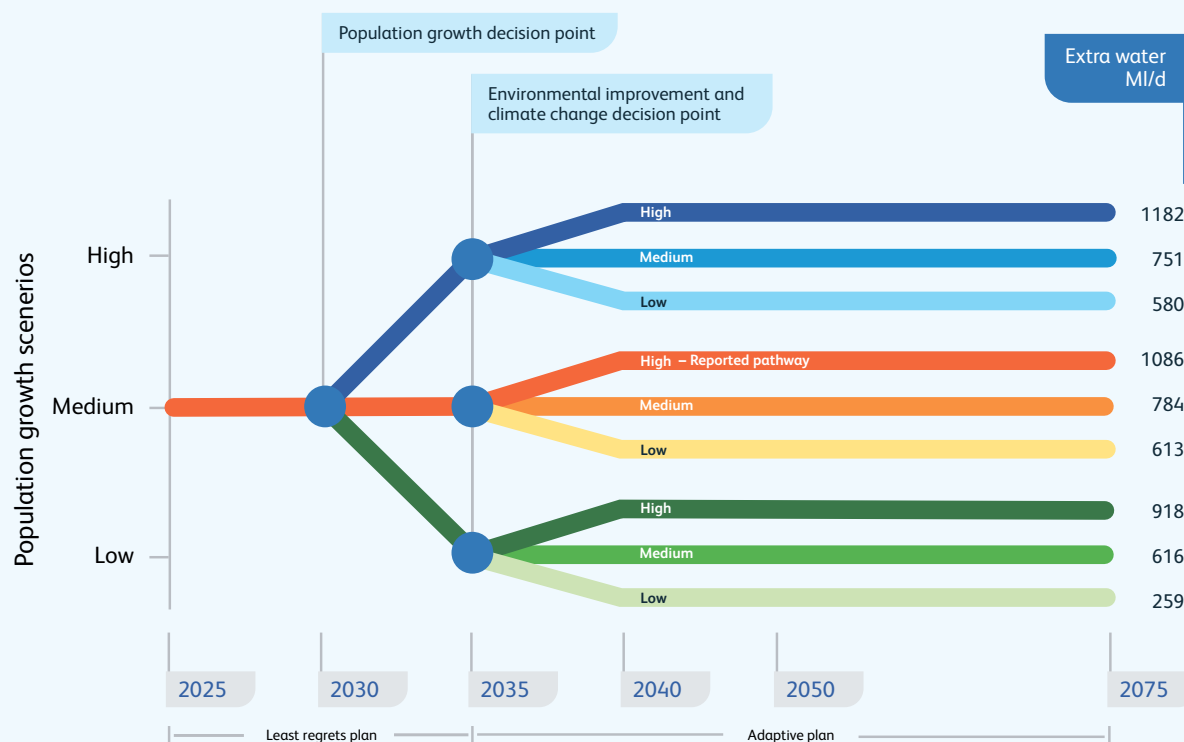 Population growth decision point
Environmental improvement and
climate change decision point
Extra water
Ml/d
Population growth scenerios
High
High
1182
Medium
751
Low
580
Medium
High – Reported pathway
1086
Medium
784
Low
613
Low
High
918
Medium
616
Low
259
2025
2030
2035
2040
2050
2075
Least regrets plan
Adaptive plan